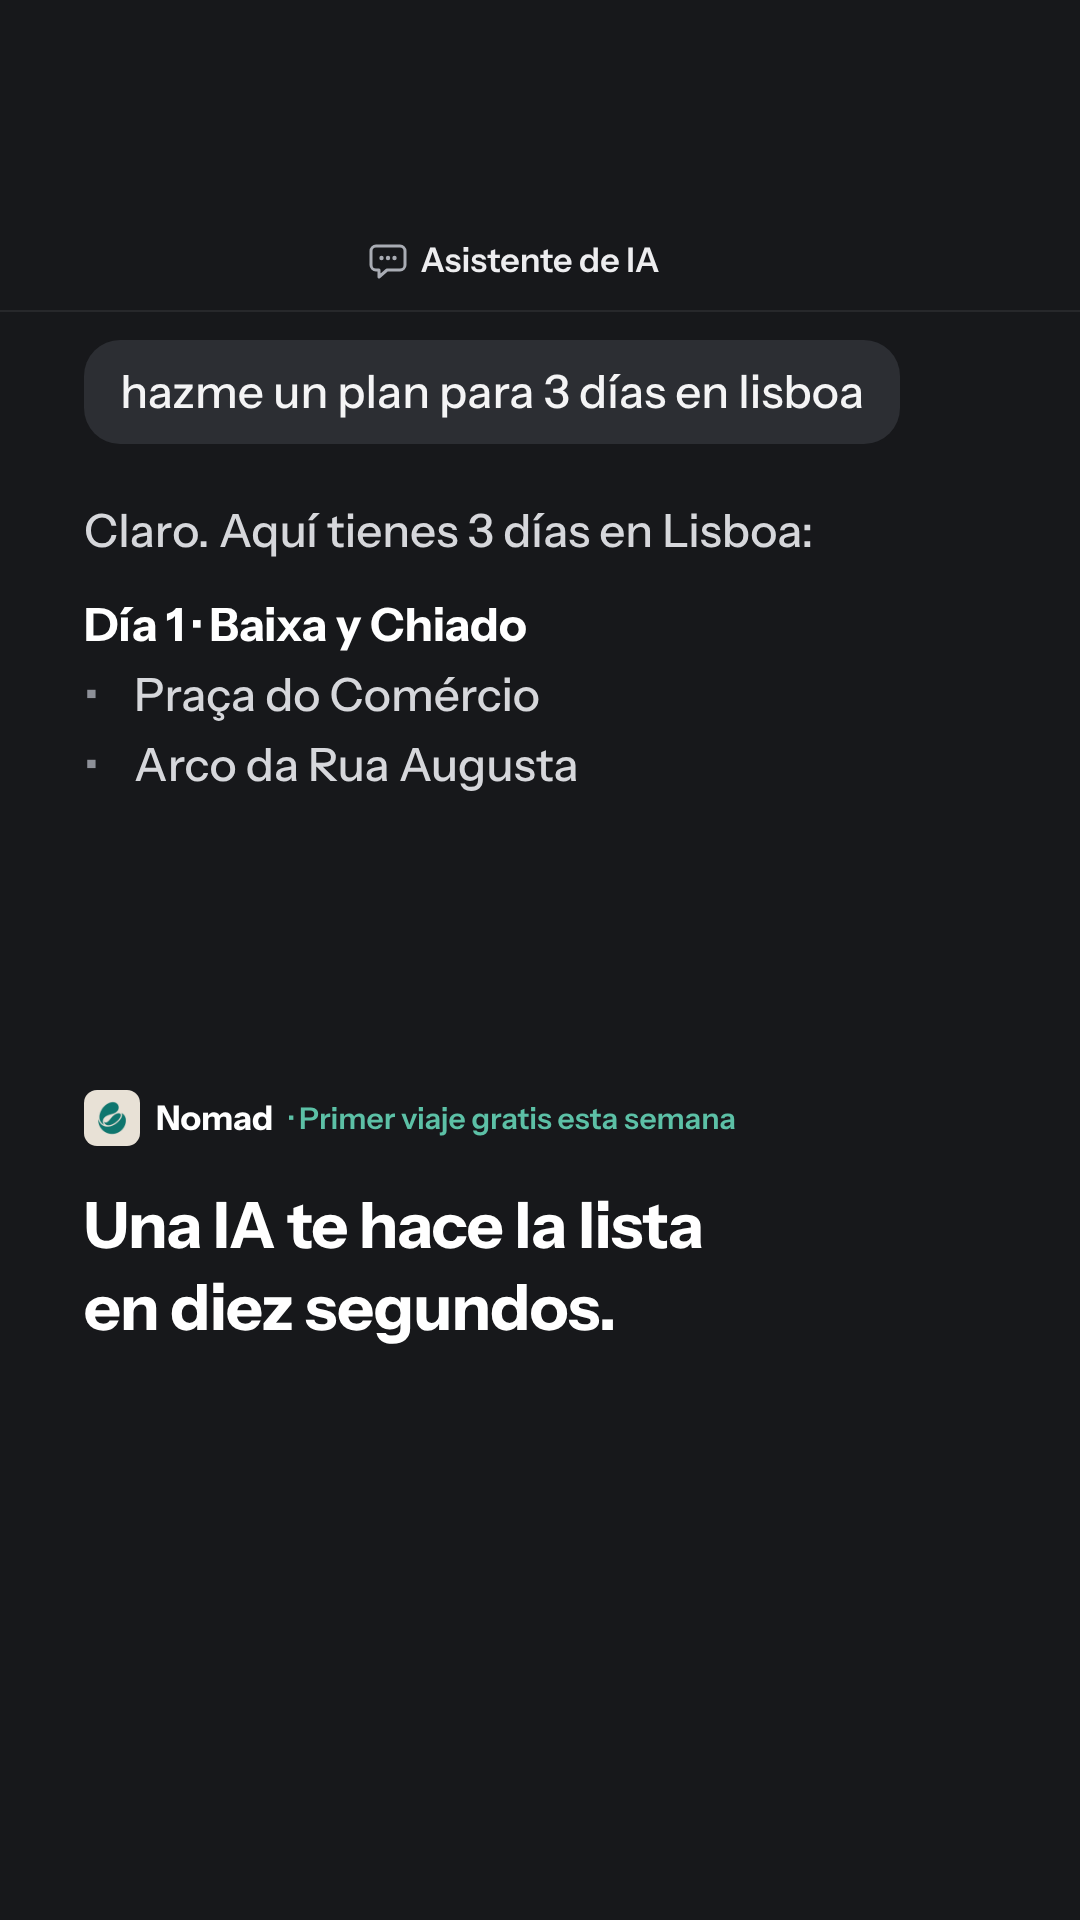 Asistente de IA
hazme un plan para 3 días en lisboa
Claro. Aquí tienes 3 días en Lisboa:
Día 1 · Baixa y Chiado
▪ Praça do Comércio
▪ Arco da Rua Augusta
Nomad · Primer viaje gratis esta semana
Una IA te hace la lista
en diez segundos.